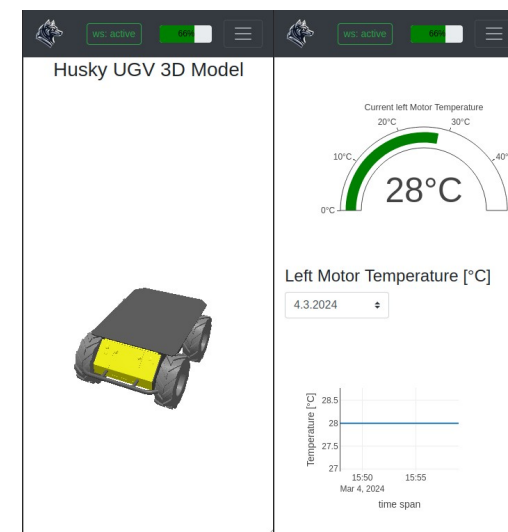 ws: active
66%
Husky UGV 3D Model
ws: active
66%
Current left Motor Temperature
20°C
30°C
10°C
40°
0°C
28°C
Left Motor Temperature [°C]
4.3.2024
Temperature [°C]
28.5
28
27.5
27
15:50
15:55
Mar 4, 2024
time span